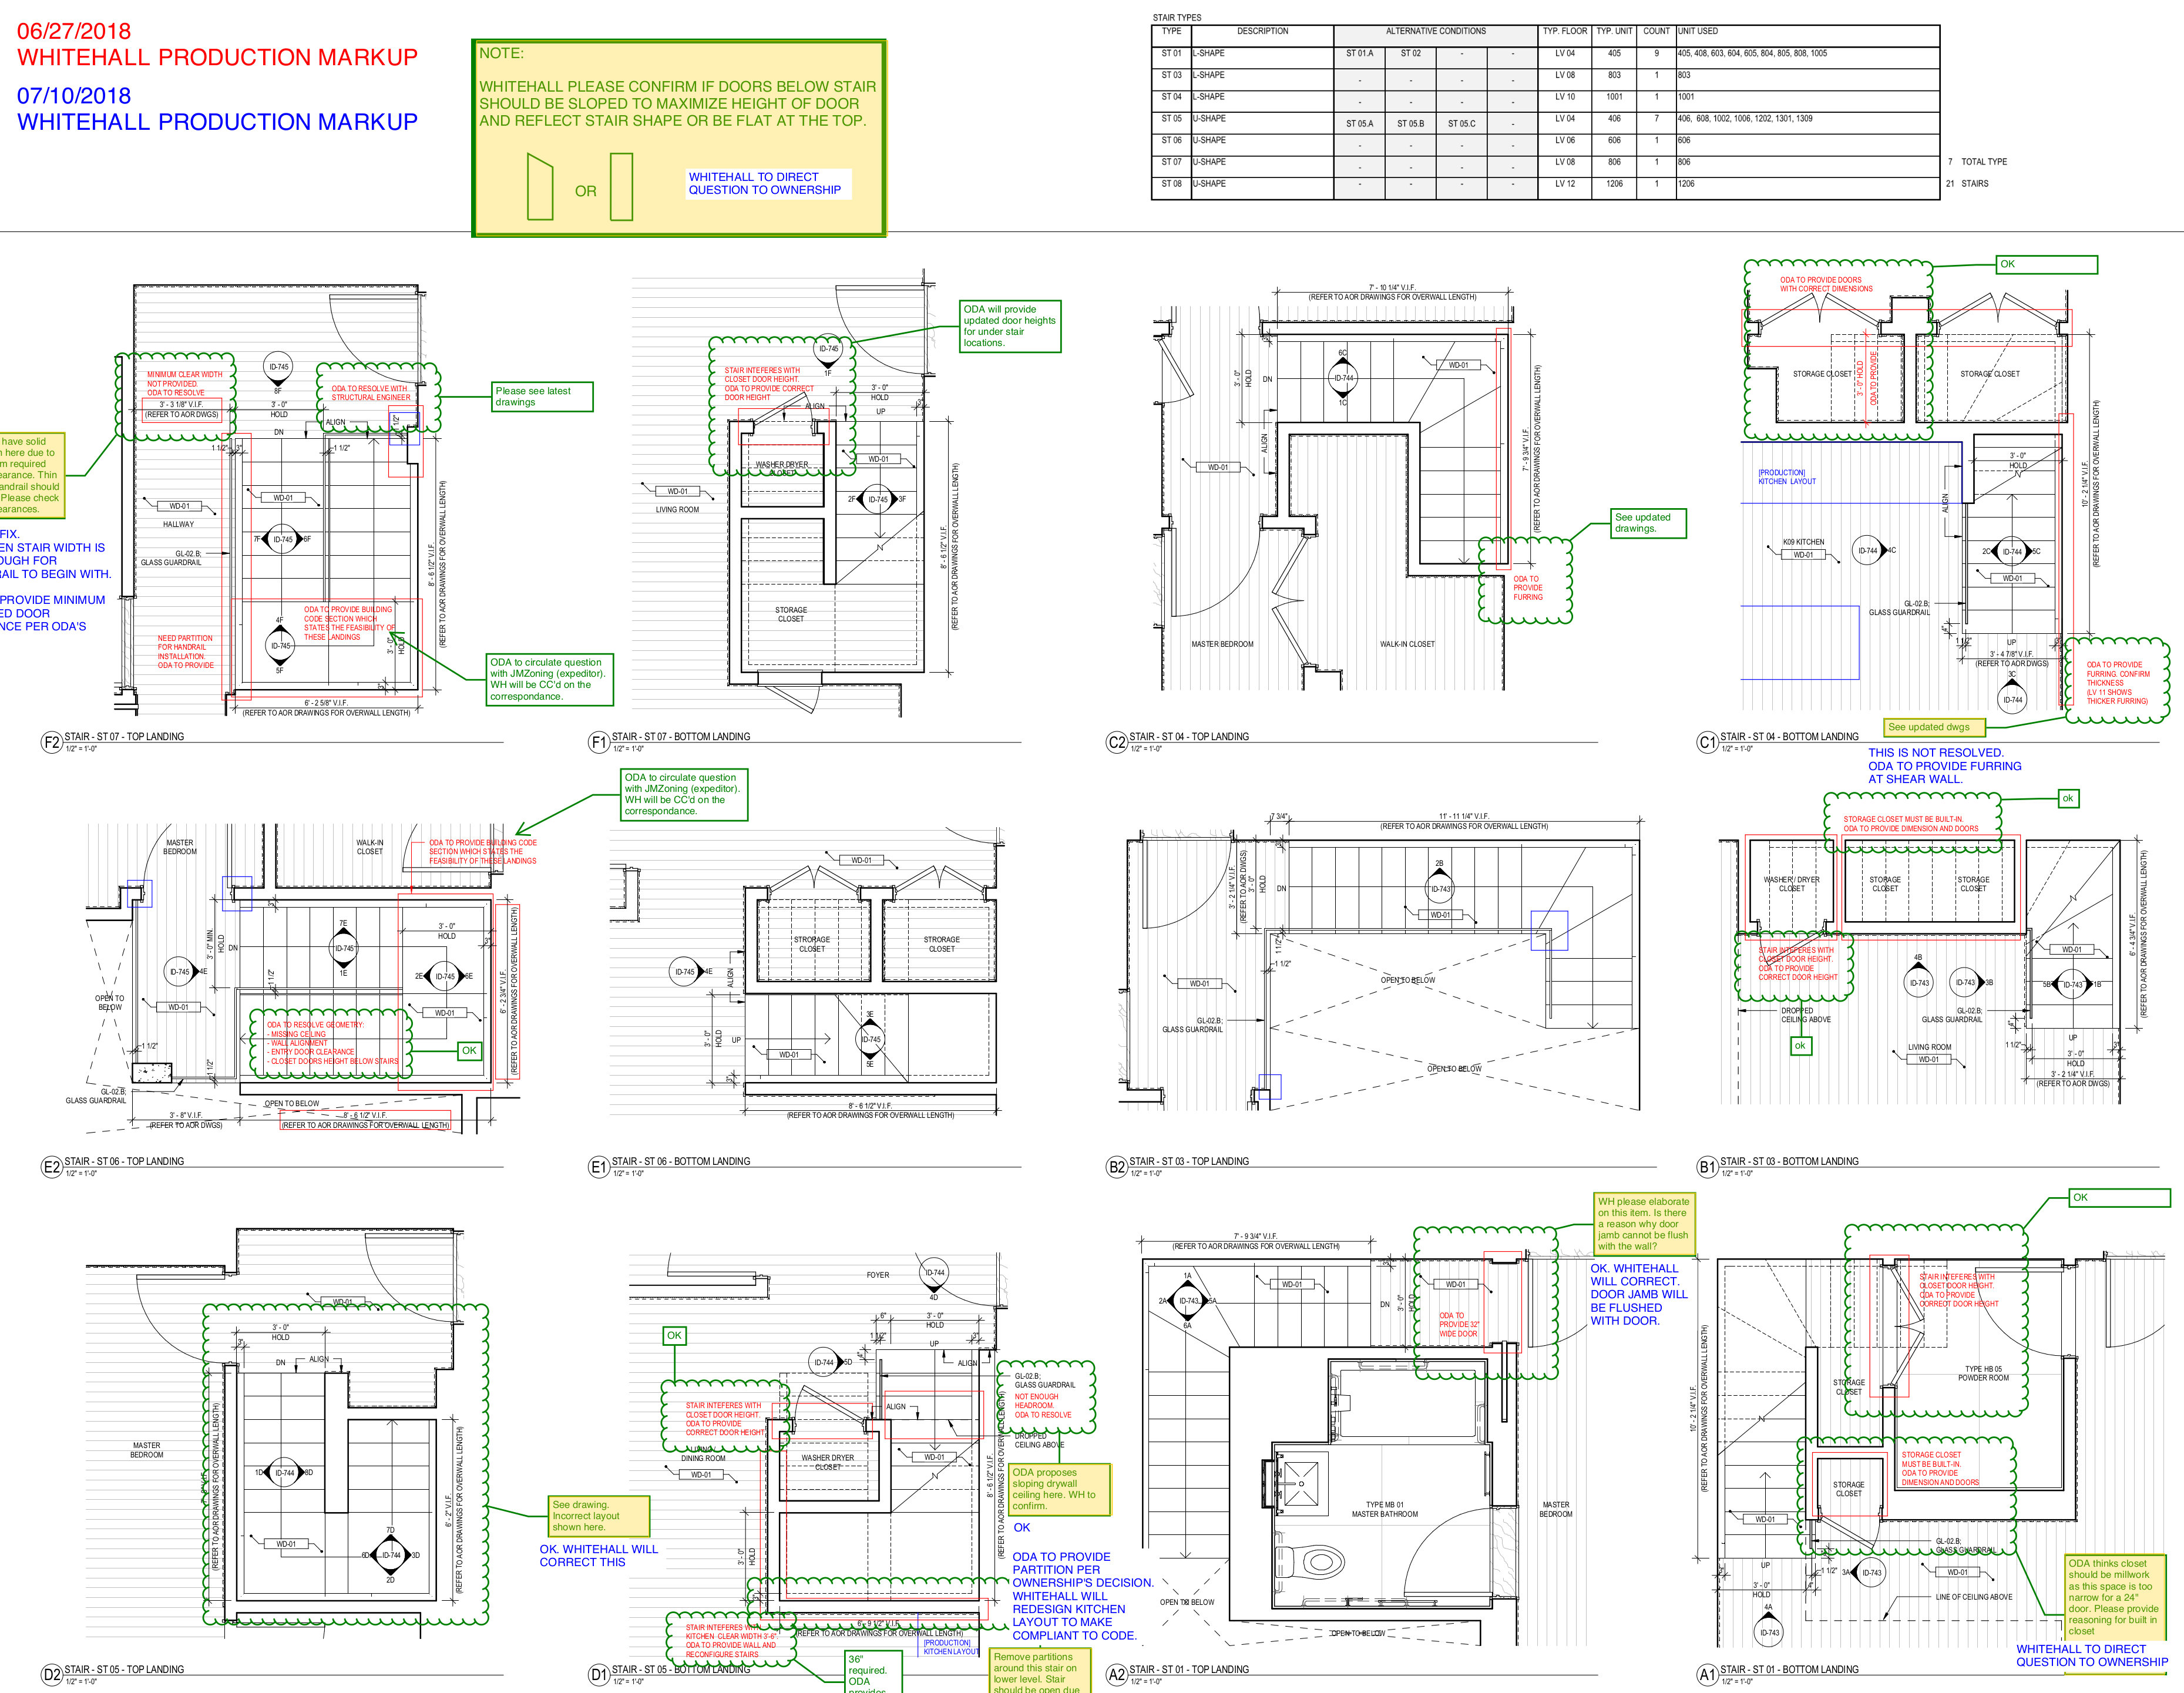 06/27/2018
WHITEHALL PRODUCTION MARKUP
07/10/2018
WHITEHALL PRODUCTION MARKUP
NOTE:
WHITEHALL PLEASE CONFIRM IF DOORS BELOW STAIR
SHOULD BE SLOPED TO MAXIMIZE HEIGHT OF DOOR
AND REFLECT STAIR SHAPE OR BE FLAT AT THE TOP.
OR
WHITEHALL TO DIRECT
QUESTION TO OWNERSHIP
STAIR TYPES
TYPE DESCRIPTION ALTERNATIVE CONDITIONS TYP. FLOOR TYP. UNIT COUNT UNIT USED
ST 01 L-SHAPE ST 01.A ST 02 - - LV 04 405 9 405, 408, 603, 604, 605, 804, 805, 808, 1005
ST 03 L-SHAPE - - - - LV 08 803 1 803
ST 04 L-SHAPE - - - - LV 10 1001 1 1001
ST 05 U-SHAPE ST 05.A ST 05.B ST 05.C - LV 04 406 7 406, 608, 1002, 1006, 1202, 1301, 1309
ST 06 U-SHAPE - - - - LV 06 606 1 606
ST 07 U-SHAPE - - - - LV 08 806 1 806
ST 08 U-SHAPE - - - - LV 12 1206 1 1206
7 TOTAL TYPE
21 STAIRS
MINIMUM CLEAR WIDTH
NOT PROVIDED.
ODA TO RESOLVE
3' - 3 1/8" V.I.F.
(REFER TO AOR DWGS)
ID-745
8F
3' - 0"
HOLD
DN
ODA TO RESOLVE WITH
STRUCTURAL ENGINEER
ALIGN
1/2"
1 1/2"
3"
1 1/2"
Please see latest
drawings
have solid
here due to
m required
earance. Thin
andrail should
Please check
earances.
FIX.
EN STAIR WIDTH IS
OUGH FOR
RAIL TO BEGIN WITH.
PROVIDE MINIMUM
ED DOOR
NCE PER ODA'S
WD-01
HALLWAY
WD-01
7F ID-745 6F
GL-02.B;
GLASS GUARDRAIL
8' - 6 1/2" V.I.F.
(REFER TO AOR DRAWINGS FOR OVERWALL LENGTH)
ODA TO PROVIDE BUILDING
CODE SECTION WHICH
STATES THE FEASIBILITY OF
THESE LANDINGS
4F
ID-745
5F
3' - 0"
HOLD
3"
NEED PARTITION
FOR HANDRAIL
INSTALLATION.
ODA TO PROVIDE
ODA to circulate question
with JMZoning (expeditor).
WH will be CC'd on the
correspondance.
6' - 2 5/8" V.I.F.
(REFER TO AOR DRAWINGS FOR OVERWALL LENGTH)
F2 STAIR - ST 07 - TOP LANDING
1/2" = 1'-0"
ODA will provide
updated door heights
for under stair
locations.
ID-745
1F
STAIR INTEFERES WITH
CLOSET DOOR HEIGHT.
ODA TO PROVIDE CORRECT
DOOR HEIGHT
3' - 0"
HOLD
3"
ALIGN
UP
WASHER DRYER
CLOSET
WD-01
2F ID-745 3F
WD-01
LIVING ROOM
N
8' - 6 1/2" V.I.F.
(REFER TO AOR DRAWINGS FOR OVERWALL LENGTH)
STORAGE
CLOSET
F1 STAIR - ST 07 - BOTTOM LANDING
1/2" = 1'-0"
7' - 10 1/4" V.I.F.
(REFER TO AOR DRAWINGS FOR OVERWALL LENGTH)
3"
6C
ID-744
1C
3' - 0"
HOLD
DN
WD-01
ALIGN
WD-01
7' - 9 3/4" V.I.F.
(REFER TO AOR DRAWINGS FOR OVERWALL LENGTH)
See updated
drawings.
ODA TO
PROVIDE
FURRING
MASTER BEDROOM
WALK-IN CLOSET
C2 STAIR - ST 04 - TOP LANDING
1/2" = 1'-0"
ODA TO PROVIDE DOORS
WITH CORRECT DIMENSIONS
OK
STORAGE CLOSET
3' - 0" HOLD
ODA TO PROVIDE
STORAGE CLOSET
[PRODUCTION]
KITCHEN LAYOUT
3' - 0"
HOLD
ALIGN
10' - 2 1/4" V.I.F.
(REFER TO AOR DRAWINGS FOR OVERWALL LENGTH)
K09 KITCHEN
WD-01
ID-744 4C
2C ID-744 5C
WD-01
GL-02.B;
GLASS GUARDRAIL
4"
1 1/2"
UP
3' - 4 7/8" V.I.F.
(REFER TO AOR DWGS)
3C
ID-744
ODA TO PROVIDE
FURRING. CONFIRM
THICKNESS
(LV 11 SHOWS
THICKER FURRING)
See updated dwgs
C1 STAIR - ST 04 - BOTTOM LANDING
1/2" = 1'-0"
THIS IS NOT RESOLVED.
ODA TO PROVIDE FURRING
AT SHEAR WALL.
ODA to circulate question
with JMZoning (expeditor).
WH will be CC'd on the
correspondance.
MASTER
BEDROOM
WALK-IN
CLOSET
ODA TO PROVIDE BUILDING CODE
SECTION WHICH STATES THE
FEASIBILITY OF THESE LANDINGS
3"
3' - 0" MIN.
HOLD
DN
7E
ID-745
1E
3' - 0"
HOLD
3"
ID-745 4E
2E ID-745 6E
OPEN TO
BELOW
WD-01
1 1/2"
WD-01
6' - 2 3/4" V.I.F.
(REFER TO AOR DRAWINGS FOR OVERWALL LENGTH)
ODA TO RESOLVE GEOMETRY:
- MISSING CEILING
- WALL ALIGNMENT
- ENTRY DOOR CLEARANCE
- CLOSET DOORS HEIGHT BELOW STAIRS
OK
1 1/2"
1 1/2"
GL-02.B;
GLASS GUARDRAIL
OPEN TO BELOW
3' - 8" V.I.F.
(REFER TO AOR DWGS)
8' - 6 1/2" V.I.F.
(REFER TO AOR DRAWINGS FOR OVERWALL LENGTH)
E2 STAIR - ST 06 - TOP LANDING
1/2" = 1'-0"
WD-01
STRORAGE
CLOSET
STRORAGE
CLOSET
ID-745 4E
ALIGN
3' - 0"
HOLD
UP
3E
ID-745
5E
WD-01
3"
8' - 6 1/2" V.I.F.
(REFER TO AOR DRAWINGS FOR OVERWALL LENGTH)
E1 STAIR - ST 06 - BOTTOM LANDING
1/2" = 1'-0"
7 3/4"
11' - 11 1/4" V.I.F.
(REFER TO AOR DRAWINGS FOR OVERWALL LENGTH)
3"
3' - 2 1/4" V.I.F.
(REFER TO AOR DWGS)
3' - 0"
HOLD
DN
2B
ID-743
WD-01
1 1/2"
1 1/2"
WD-01
OPEN TO BELOW
GL-02.B;
GLASS GUARDRAIL
OPEN TO BELOW
B2 STAIR - ST 03 - TOP LANDING
1/2" = 1'-0"
STORAGE CLOSET MUST BE BUILT-IN.
ODA TO PROVIDE DIMENSION AND DOORS
ok
WASHER / DRYER
CLOSET
STORAGE
CLOSET
STORAGE
CLOSET
N
STAIR INTEFERES WITH
CLOSET DOOR HEIGHT.
ODA TO PROVIDE
CORRECT DOOR HEIGHT
4B
ID-743
ID-743 3B
WD-01
5B ID-743 1B
6' - 4 3/4" V.I.F.
(REFER TO AOR DRAWINGS FOR OVERWALL LENGTH)
DROPPED
CEILING ABOVE
ok
GL-02.B;
GLASS GUARDRAIL
4"
LIVING ROOM
WD-01
UP
1 1/2"
3"
3' - 0"
HOLD
3' - 2 1/4" V.I.F.
(REFER TO AOR DWGS)
B1 STAIR - ST 03 - BOTTOM LANDING
1/2" = 1'-0"
WD-01
3' - 0"
HOLD
3"
DN
ALIGN
MASTER
BEDROOM
1D ID-744 8D
WD-01
7D
6D ID-744 3D
2D
(REFER TO AOR DRAWINGS FOR OVERWALL LENGTH)
6' - 2" V.I.F.
(REFER TO AOR DRAWINGS FOR OVERWALL LENGTH)
See drawing.
Incorrect layout
shown here.
OK. WHITEHALL WILL
CORRECT THIS
D2 STAIR - ST 05 - TOP LANDING
1/2" = 1'-0"
FOYER
ID-744
4D
OK
6"
3' - 0"
HOLD
1 1/2"
3"
UP
4"
ID-744 5D
ALIGN
GL-02.B;
GLASS GUARDRAIL
NOT ENOUGH
HEADROOM.
ODA TO RESOLVE
STAIR INTEFERES WITH
CLOSET DOOR HEIGHT.
ODA TO PROVIDE
CORRECT DOOR HEIGHT
ALIGN
DROPPED
CEILING ABOVE
LIVING/
DINING ROOM
WD-01
WASHER DRYER
CLOSET
WD-01
N
8' - 6 1/2" V.I.F.
(REFER TO AOR DRAWINGS FOR OVERWALL LENGTH)
ODA proposes
sloping drywall
ceiling here. WH to
confirm.
OK
3' - 0"
HOLD
3"
ODA TO PROVIDE
PARTITION PER
OWNERSHIP'S DECISION.
WHITEHALL WILL
REDESIGN KITCHEN
LAYOUT TO MAKE
COMPLIANT TO CODE.
STAIR INTEFERES WITH
KITCHEN CLEAR WIDTH 3'-6".
ODA TO PROVIDE WALL AND
RECONFIGURE STAIRS
6' - 9 1/2" V.I.F.
(REFER TO AOR DRAWINGS FOR OVERWALL LENGTH)
[PRODUCTION]
KITCHEN LAYOUT
36"
required.
ODA
provides
Remove partitions
around this stair on
lower level. Stair
should be open due
D1 STAIR - ST 05 - BOTTOM LANDING
1/2" = 1'-0"
7' - 9 3/4" V.I.F.
(REFER TO AOR DRAWINGS FOR OVERWALL LENGTH)
WH please elaborate
on this item. Is there
a reason why door
jamb cannot be flush
with the wall?
OK. WHITEHALL
WILL CORRECT.
DOOR JAMB WILL
BE FLUSHED
WITH DOOR.
1A
2A ID-743 5A
6A
WD-01
3"
WD-01
DN
3' - 0"
HOLD
ODA TO
PROVIDE 32"
WIDE DOOR
TYPE MB 01
MASTER BATHROOM
MASTER
BEDROOM
OPEN TO BELOW
OPEN TO BELOW
A2 STAIR - ST 01 - TOP LANDING
1/2" = 1'-0"
OK
STAIR INTEFERES WITH
CLOSET DOOR HEIGHT.
ODA TO PROVIDE
CORRECT DOOR HEIGHT
TYPE HB 05
POWDER ROOM
STORAGE
CLOSET
N
10' - 2 1/4" V.I.F.
(REFER TO AOR DRAWINGS FOR OVERWALL LENGTH)
STORAGE CLOSET
MUST BE BUILT-IN.
ODA TO PROVIDE
DIMENSION AND DOORS
STORAGE
CLOSET
WD-01
GL-02.B;
GLASS GUARDRAIL
UP
4"
1 1/2"
3A ID-743
WD-01
3' - 0"
HOLD
LINE OF CEILING ABOVE
4A
ID-743
ODA thinks closet
should be millwork
as this space is too
narrow for a 24"
door. Please provide
reasoning for built in
closet
WHITEHALL TO DIRECT
QUESTION TO OWNERSHIP
A1 STAIR - ST 01 - BOTTOM LANDING
1/2" = 1'-0"